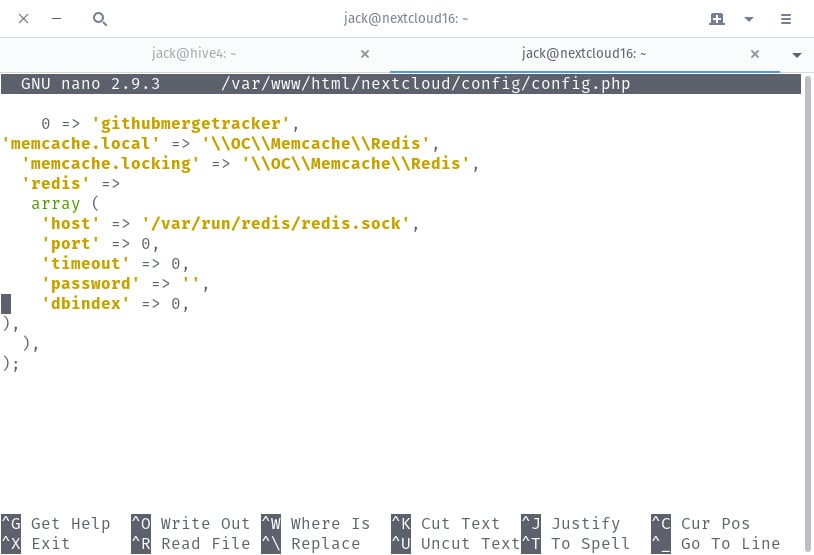 jack@nextcloud16: ~
jack@hive4: ~
jack@nextcloud16: ~
GNU nano 2.9.3 /var/www/html/nextcloud/config/config.php
0 => 'githubmergetracker',
'memcache.local' => '\\OC\\Memcache\\Redis',
'memcache.locking' => '\\OC\\Memcache\\Redis',
'redis' =>
array (
'host' => '/var/run/redis/redis.sock',
'port' => 0,
'timeout' => 0,
'password' => '',
'dbindex' => 0,
),
),
);
^G Get Help ^O Write Out ^W Where Is ^K Cut Text ^J Justify ^C Cur Pos
^X Exit ^R Read File ^\ Replace ^U Uncut Text ^T To Spell ^_ Go To Line